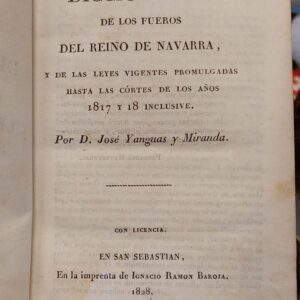 DE LOS FUEROS
DEL REINO DE NAVARRA,
Y DE LAS LEYES VIGENTES PROMULGADAS
HASTA LAS CÓRTES DE LOS AÑOS
1817 Y 18 INCLUSIVE.
Por D. José Yanguas y Miranda.
CON LICENCIA.
EN SAN SEBASTIAN,
En la imprenta de IGNACIO RAMON BAROJA.
1828.